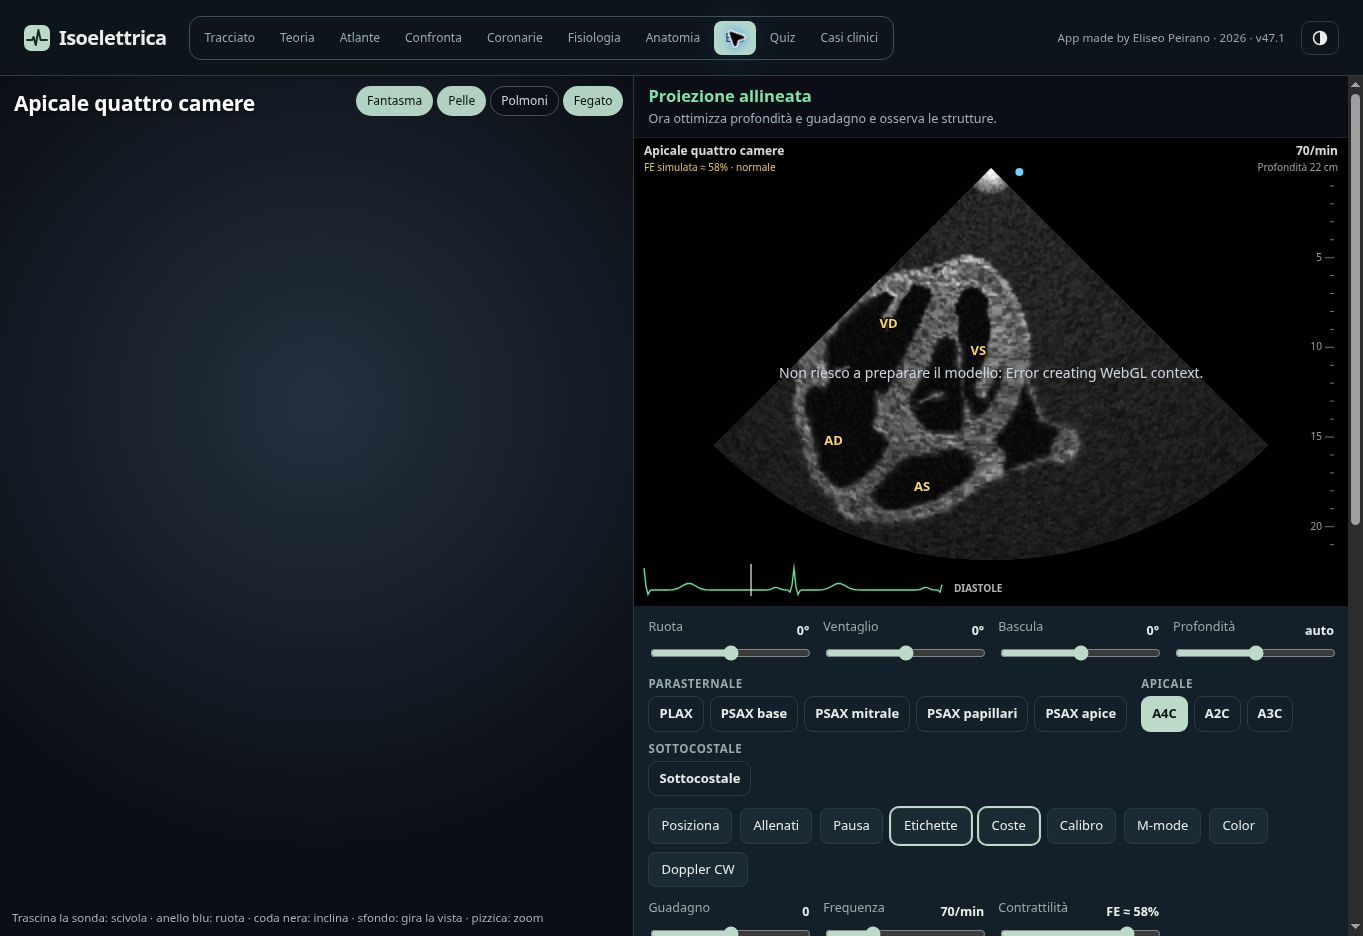 Isoelettrica
Tracciato
Teoria
Atlante
Confronta
Coronarie
Fisiologia
Anatomia
Quiz
Casi clinici
App made by Eliseo Peirano · 2026 · v47.1
Apicale quattro camere
Fantasma
Pelle
Polmoni
Fegato
Proiezione allineata
Ora ottimizza profondità e guadagno e osserva le strutture.
Apicale quattro camere
70/min
FE simulata ≈ 58% · normale
Profondità 22 cm
5
VD
10
VS
Non riesco a preparare il modello: Error creating WebGL context.
AD
15
AS
20
DIASTOLE
Ruota
0°
Ventaglio
0°
Bascula
0°
Profondità
auto
PARASTERNALE
APICALE
PLAX
PSAX base
PSAX mitrale
PSAX papillari
PSAX apice
A4C
A2C
A3C
SOTTOCOSTALE
Sottocostale
Posiziona
Allenati
Pausa
Etichette
Coste
Calibro
M-mode
Color
Doppler CW
Guadagno
0
Frequenza
70/min
Contrattilità
FE ≈ 58%
Trascina la sonda: scivola · anello blu: ruota · coda nera: inclina · sfondo: gira la vista · pizzica: zoom